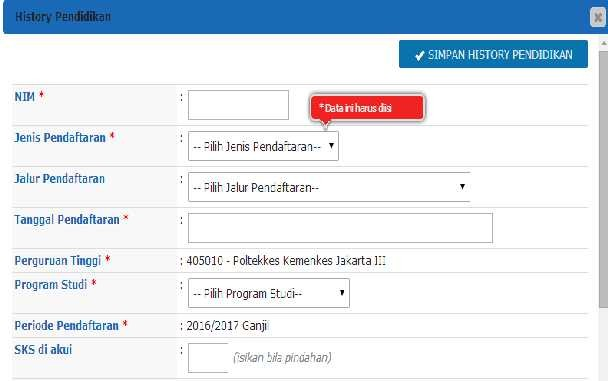 History Pendidikan
✔ SIMPAN HISTORY PENDIDIKAN
NIM * :
* Data ini harus diisi
Jenis Pendaftaran * : -- Pilih Jenis Pendaftaran--
Jalur Pendaftaran : -- Pilih Jalur Pendaftaran--
Tanggal Pendaftaran * :
Perguruan Tinggi * : 405010 - Poltekkes Kemenkes Jakarta III
Program Studi * : -- Pilih Program Studi--
Periode Pendaftaran * : 2016/2017 Ganjil
SKS di akui : (isikan bila pindahan)